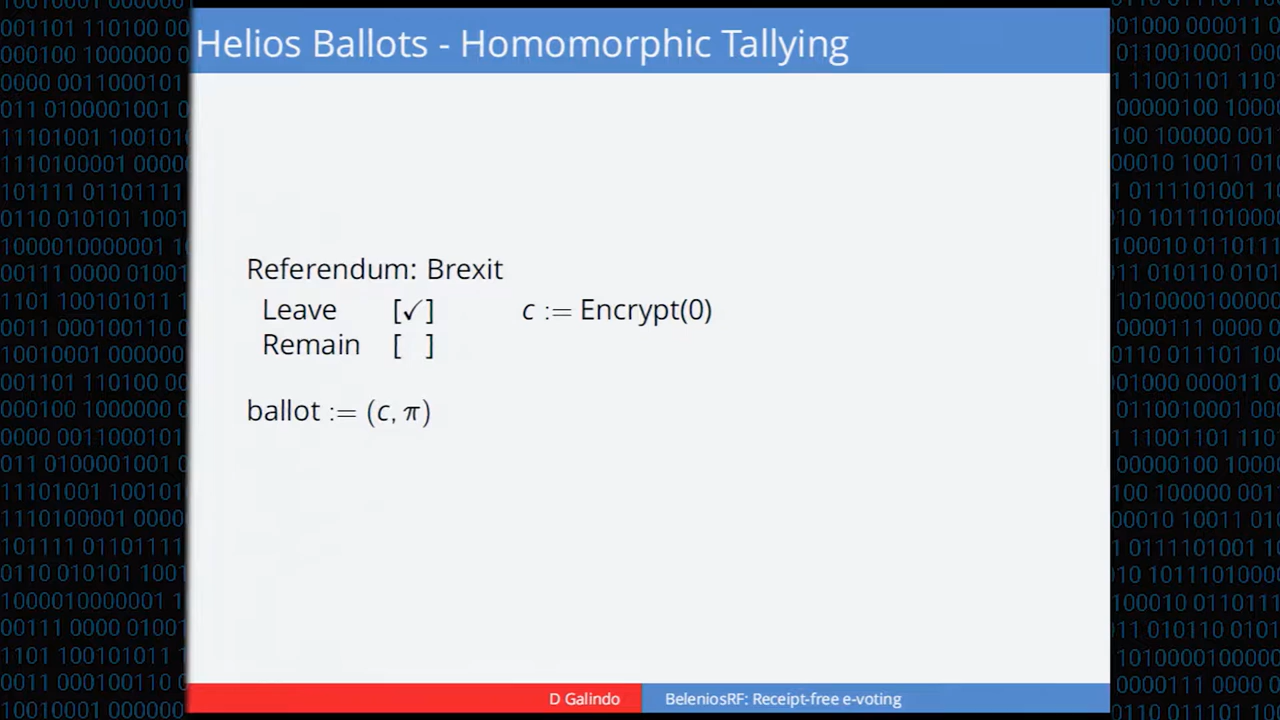 Helios Ballots - Homomorphic Tallying
Referendum: Brexit
Leave [✓] c := Encrypt(0)
Remain [ ]
ballot := (c, π)
D Galindo BeleniosRF: Receipt-free e-voting